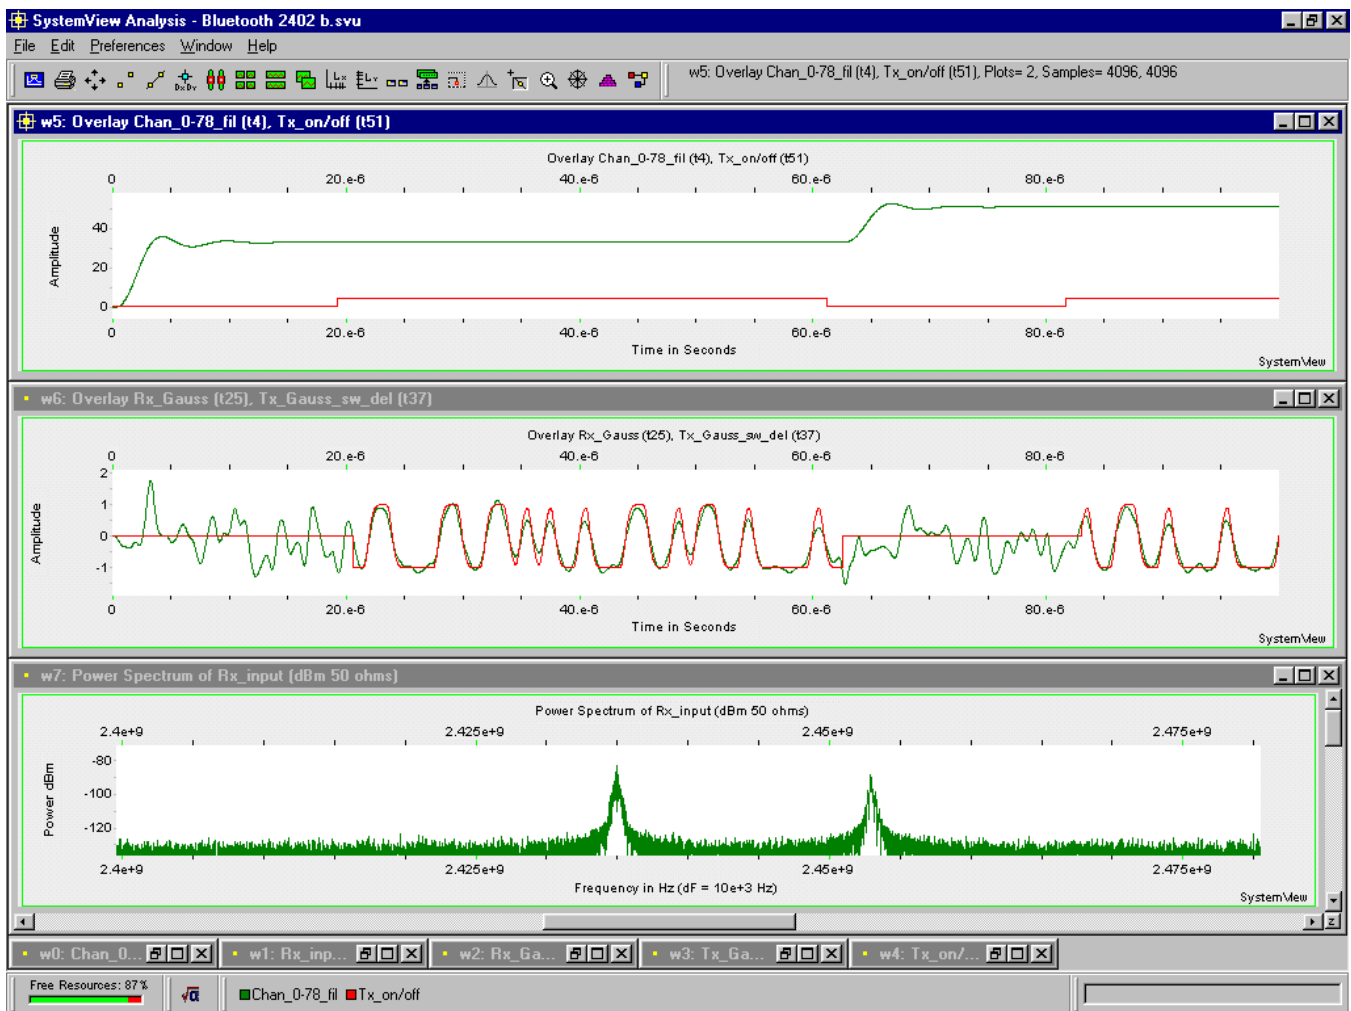 SystemView Analysis - Bluetooth 2402 b.svu
File Edit Preferences Window Help
w5: Overlay Chan_0-78_fil (t4), Tx_on/off (t51), Plots= 2, Samples= 4096, 4096
w5: Overlay Chan_0-78_fil (t4), Tx_on/off (t51)
Overlay Chan_0-78_fil (t4), Tx_on/off (t51)
0 20.e-6 40.e-6 60.e-6 80.e-6
Amplitude
40
20
0
0 20.e-6 40.e-6 60.e-6 80.e-6
Time in Seconds
SystemView
w6: Overlay Rx_Gauss (t25), Tx_Gauss_sw_del (t37)
Overlay Rx_Gauss (t25), Tx_Gauss_sw_del (t37)
0 20.e-6 40.e-6 60.e-6 80.e-6
Amplitude
2
1
0
-1
0 20.e-6 40.e-6 60.e-6 80.e-6
Time in Seconds
SystemView
w7: Power Spectrum of Rx_input (dBm 50 ohms)
Power Spectrum of Rx_input (dBm 50 ohms)
2.4e+9 2.425e+9 2.45e+9 2.475e+9
Power dBm
-80
-100
-120
2.4e+9 2.425e+9 2.45e+9 2.475e+9
Frequency in Hz (dF = 10e+3 Hz)
SystemView
z
w0: Chan_0... w1: Rx_inp... w2: Rx_Ga... w3: Tx_Ga... w4: Tx_on/...
Free Resources: 87% √α Chan_0-78_fil Tx_on/off